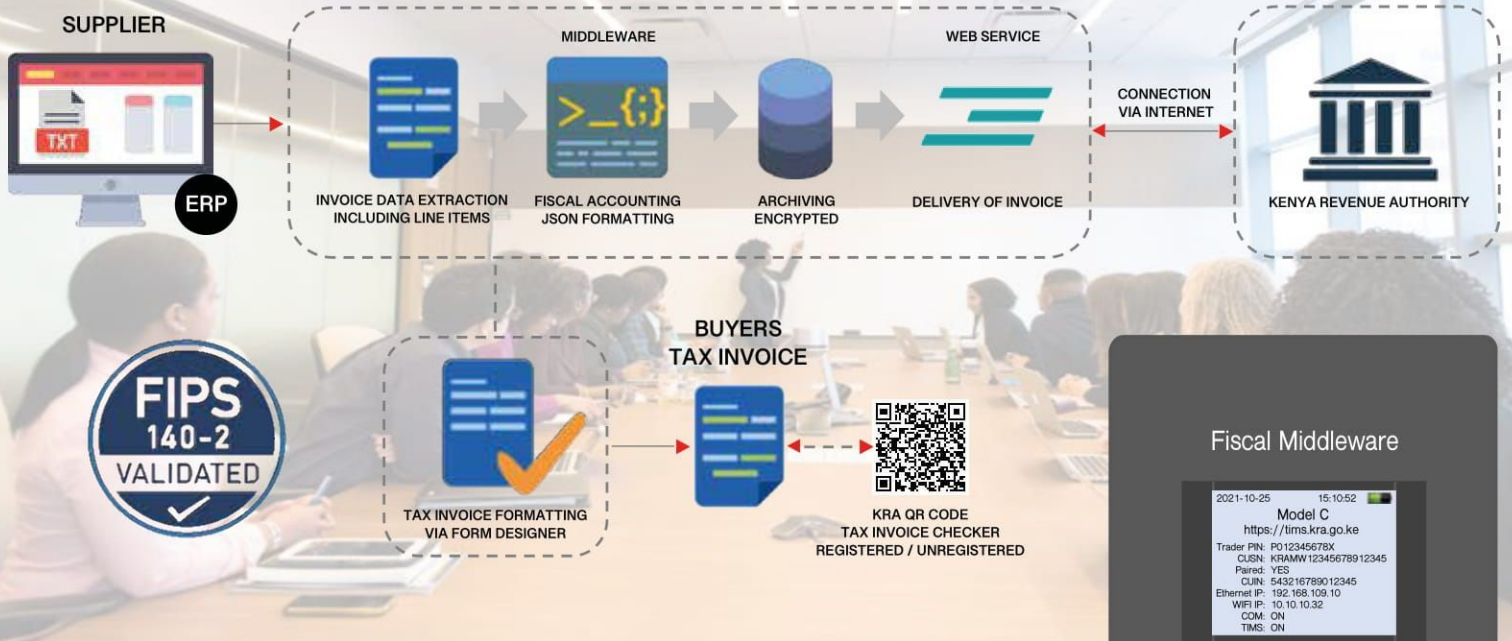 SUPPLIER
TXT
ERP
MIDDLEWARE
WEB SERVICE
>_{;}
INVOICE DATA EXTRACTION
INCLUDING LINE ITEMS
FISCAL ACCOUNTING
JSON FORMATTING
ARCHIVING
ENCRYPTED
DELIVERY OF INVOICE
CONNECTION
VIA INTERNET
KENYA REVENUE AUTHORITY
FIPS
140-2
VALIDATED
TAX INVOICE FORMATTING
VIA FORM DESIGNER
BUYERS
TAX INVOICE
KRA QR CODE
TAX INVOICE CHECKER
REGISTERED / UNREGISTERED
Fiscal Middleware
2021-10-25 15:10:52
Model C
https://tims.kra.go.ke
Trader PIN: P012345678X
CUSN: KRAMW12345678912345
Paired: YES
CUIN: 543216789012345
Ethernet IP: 192.168.109.10
WIFI IP: 10.10.10.32
COM: ON
TIMS: ON